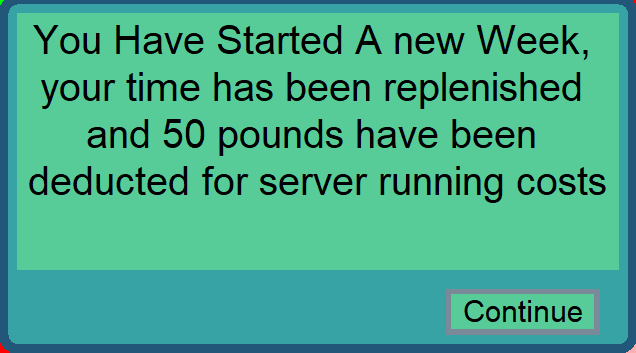 You Have Started A new Week,
your time has been replenished
and 50 pounds have been
deducted for server running costs
Continue